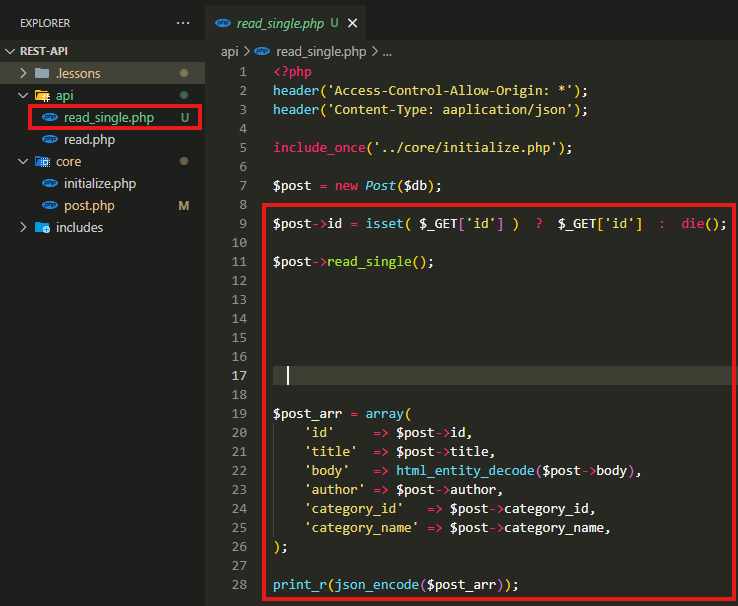 EXPLORER ...
REST-API
.lessons
api
read_single.php U
read.php
core
initialize.php
post.php M
includes
read_single.php U
api > read_single.php > ...
1 <?php
2 header('Access-Control-Allow-Origin: *');
3 header('Content-Type: aaplication/json');
4
5 include_once('../core/initialize.php');
6
7 $post = new Post($db);
8
9 $post->id = isset( $_GET['id'] ) ? $_GET['id'] : die();
10
11 $post->read_single();
12
13
14
15
16
17
18
19 $post_arr = array(
20 'id' => $post->id,
21 'title' => $post->title,
22 'body' => html_entity_decode($post->body),
23 'author' => $post->author,
24 'category_id' => $post->category_id,
25 'category_name' => $post->category_name,
26 );
27
28 print_r(json_encode($post_arr));